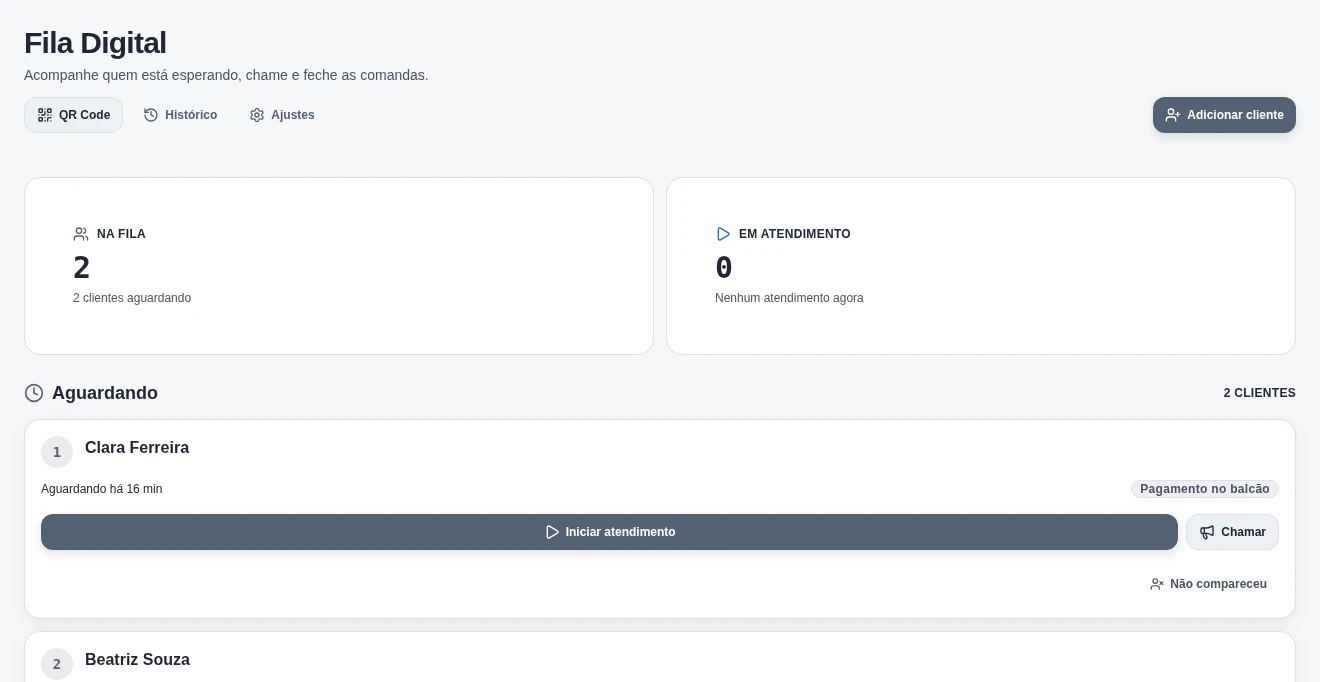 Fila Digital
Acompanhe quem está esperando, chame e feche as comandas.
QR Code
Histórico
Ajustes
Adicionar cliente
NA FILA
2
2 clientes aguardando
EM ATENDIMENTO
0
Nenhum atendimento agora
Aguardando
2 CLIENTES
1
Clara Ferreira
Aguardando há 16 min
Pagamento no balcão
Iniciar atendimento
Chamar
Não compareceu
2
Beatriz Souza